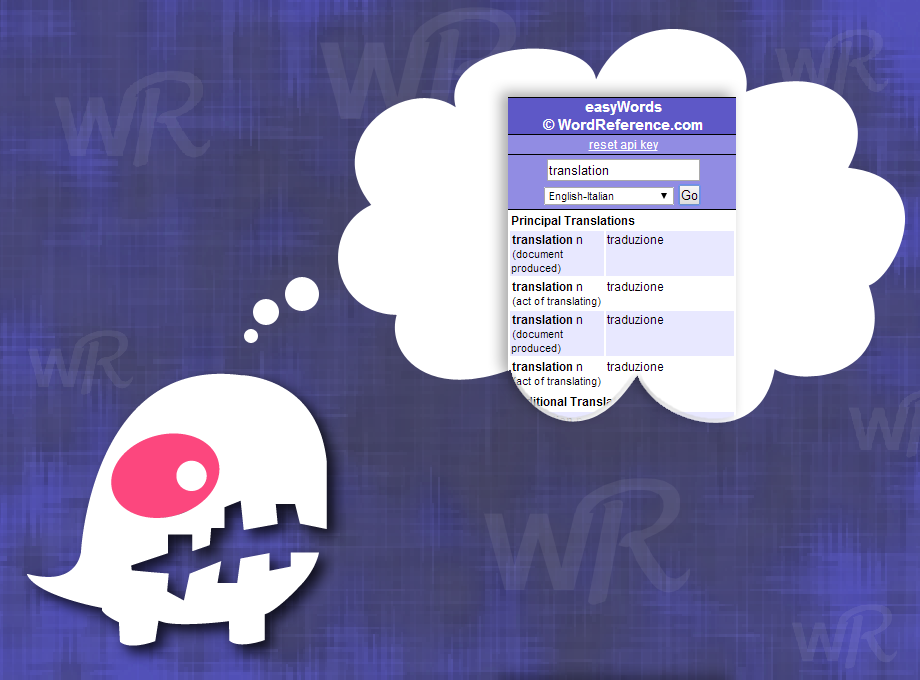 WR
WR
WR
easyWords
© WordReference.com
reset api key
translation
English-Italian
Go
Principal Translations
translation n traduzione
(document
produced)
translation n traduzione
(act of translating)
translation n traduzione
(document
produced)
translation n traduzione
(act of translating)
itional Transla
WR
WR
WR
WR